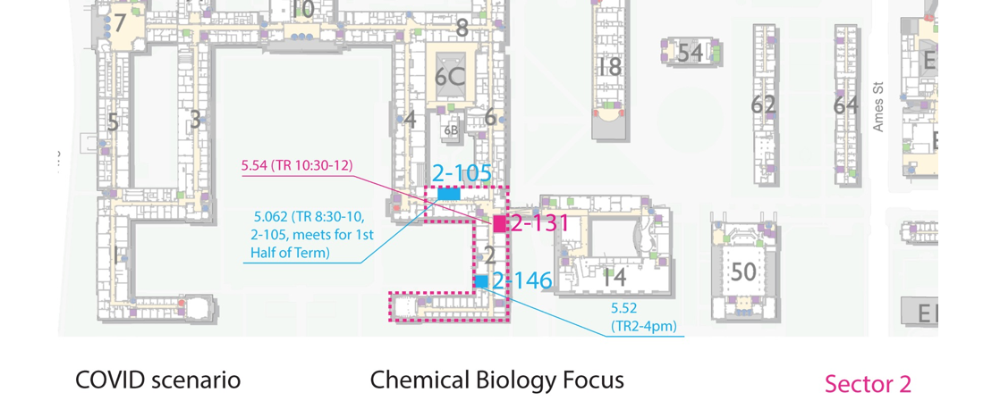 10
7
8
6C
18
54
E
62
64
Ames St
5
3
4
6
6B
5.54 (TR 10:30-12)
2-105
5.062 (TR 8:30-10,
2-105, meets for 1st
Half of Term)
2-131
1
2
2-146
14
50
5.52
(TR2-4pm)
COVID scenario
Chemical Biology Focus
Sector 2